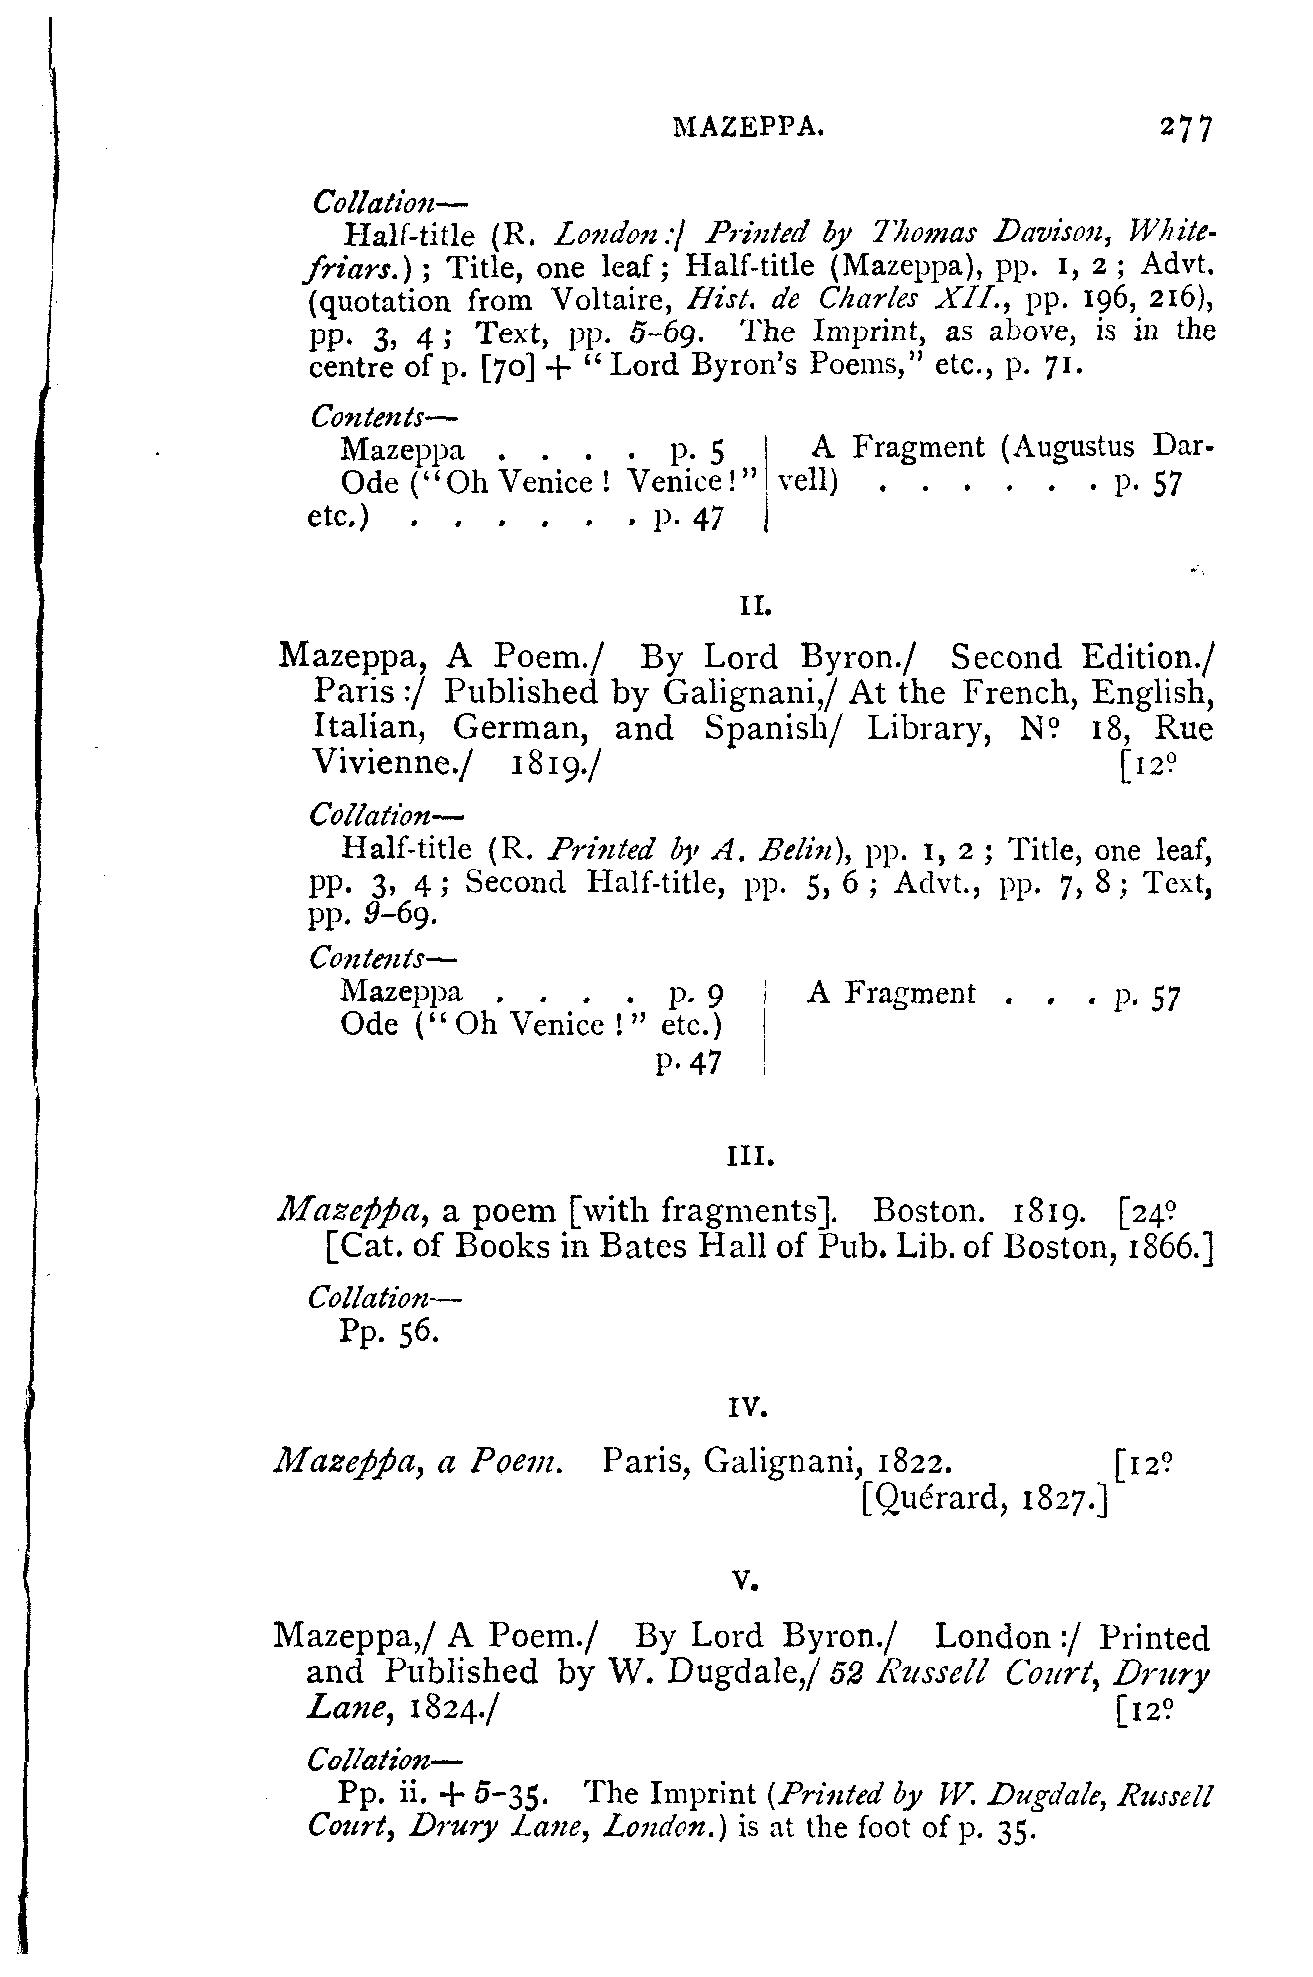 MAZEPPA. 277
Collation—
Half-title (R. London:/ Printed by Thomas Davison, White-
friars.); Title, one leaf; Half-title (Mazeppa), pp. 1, 2; Advt.
(quotation from Voltaire, Hist. de Charles XII., pp. 196, 216),
pp. 3, 4; Text, pp. 5-69. The Imprint, as above, is in the
centre of p. [70] + "Lord Byron's Poems," etc., p. 71.
Contents—
Mazeppa . . . . p. 5
Ode ("Oh Venice! Venice!"
etc.) . . . . . . p. 47
A Fragment (Augustus Dar-
vell) . . . . . . p. 57
II.
Mazeppa, A Poem./ By Lord Byron./ Second Edition./
Paris:/ Published by Galignani,/ At the French, English,
Italian, German, and Spanish/ Library, Nº 18, Rue
Vivienne./ 1819./ [12º
Collation—
Half-title (R. Printed by A. Belin), pp. 1, 2; Title, one leaf,
pp. 3, 4; Second Half-title, pp. 5, 6; Advt., pp. 7, 8; Text,
pp. 9-69.
Contents—
Mazeppa . . . . p. 9
Ode ("Oh Venice!" etc.)
p. 47
A Fragment . . . p. 57
III.
Mazeppa, a poem [with fragments]. Boston. 1819. [24º
[Cat. of Books in Bates Hall of Pub. Lib. of Boston, 1866.]
Collation—
Pp. 56.
IV.
Mazeppa, a Poem. Paris, Galignani, 1822. [12º
[Quérard, 1827.]
V.
Mazeppa,/ A Poem./ By Lord Byron./ London:/ Printed
and Published by W. Dugdale,/ 52 Russell Court, Drury
Lane, 1824./ [12º
Collation—
Pp. ii. + 5-35. The Imprint (Printed by W. Dugdale, Russell
Court, Drury Lane, London.) is at the foot of p. 35.